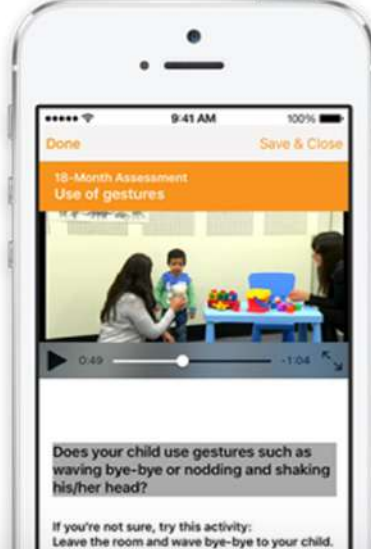 9:41 AM
100%
Done
Save & Close
18-Month Assessment
Use of gestures
0:49
-1:04
Does your child use gestures such as
waving bye-bye or nodding and shaking
his/her head?
If you're not sure, try this activity:
Leave the room and wave bye-bye to your child.